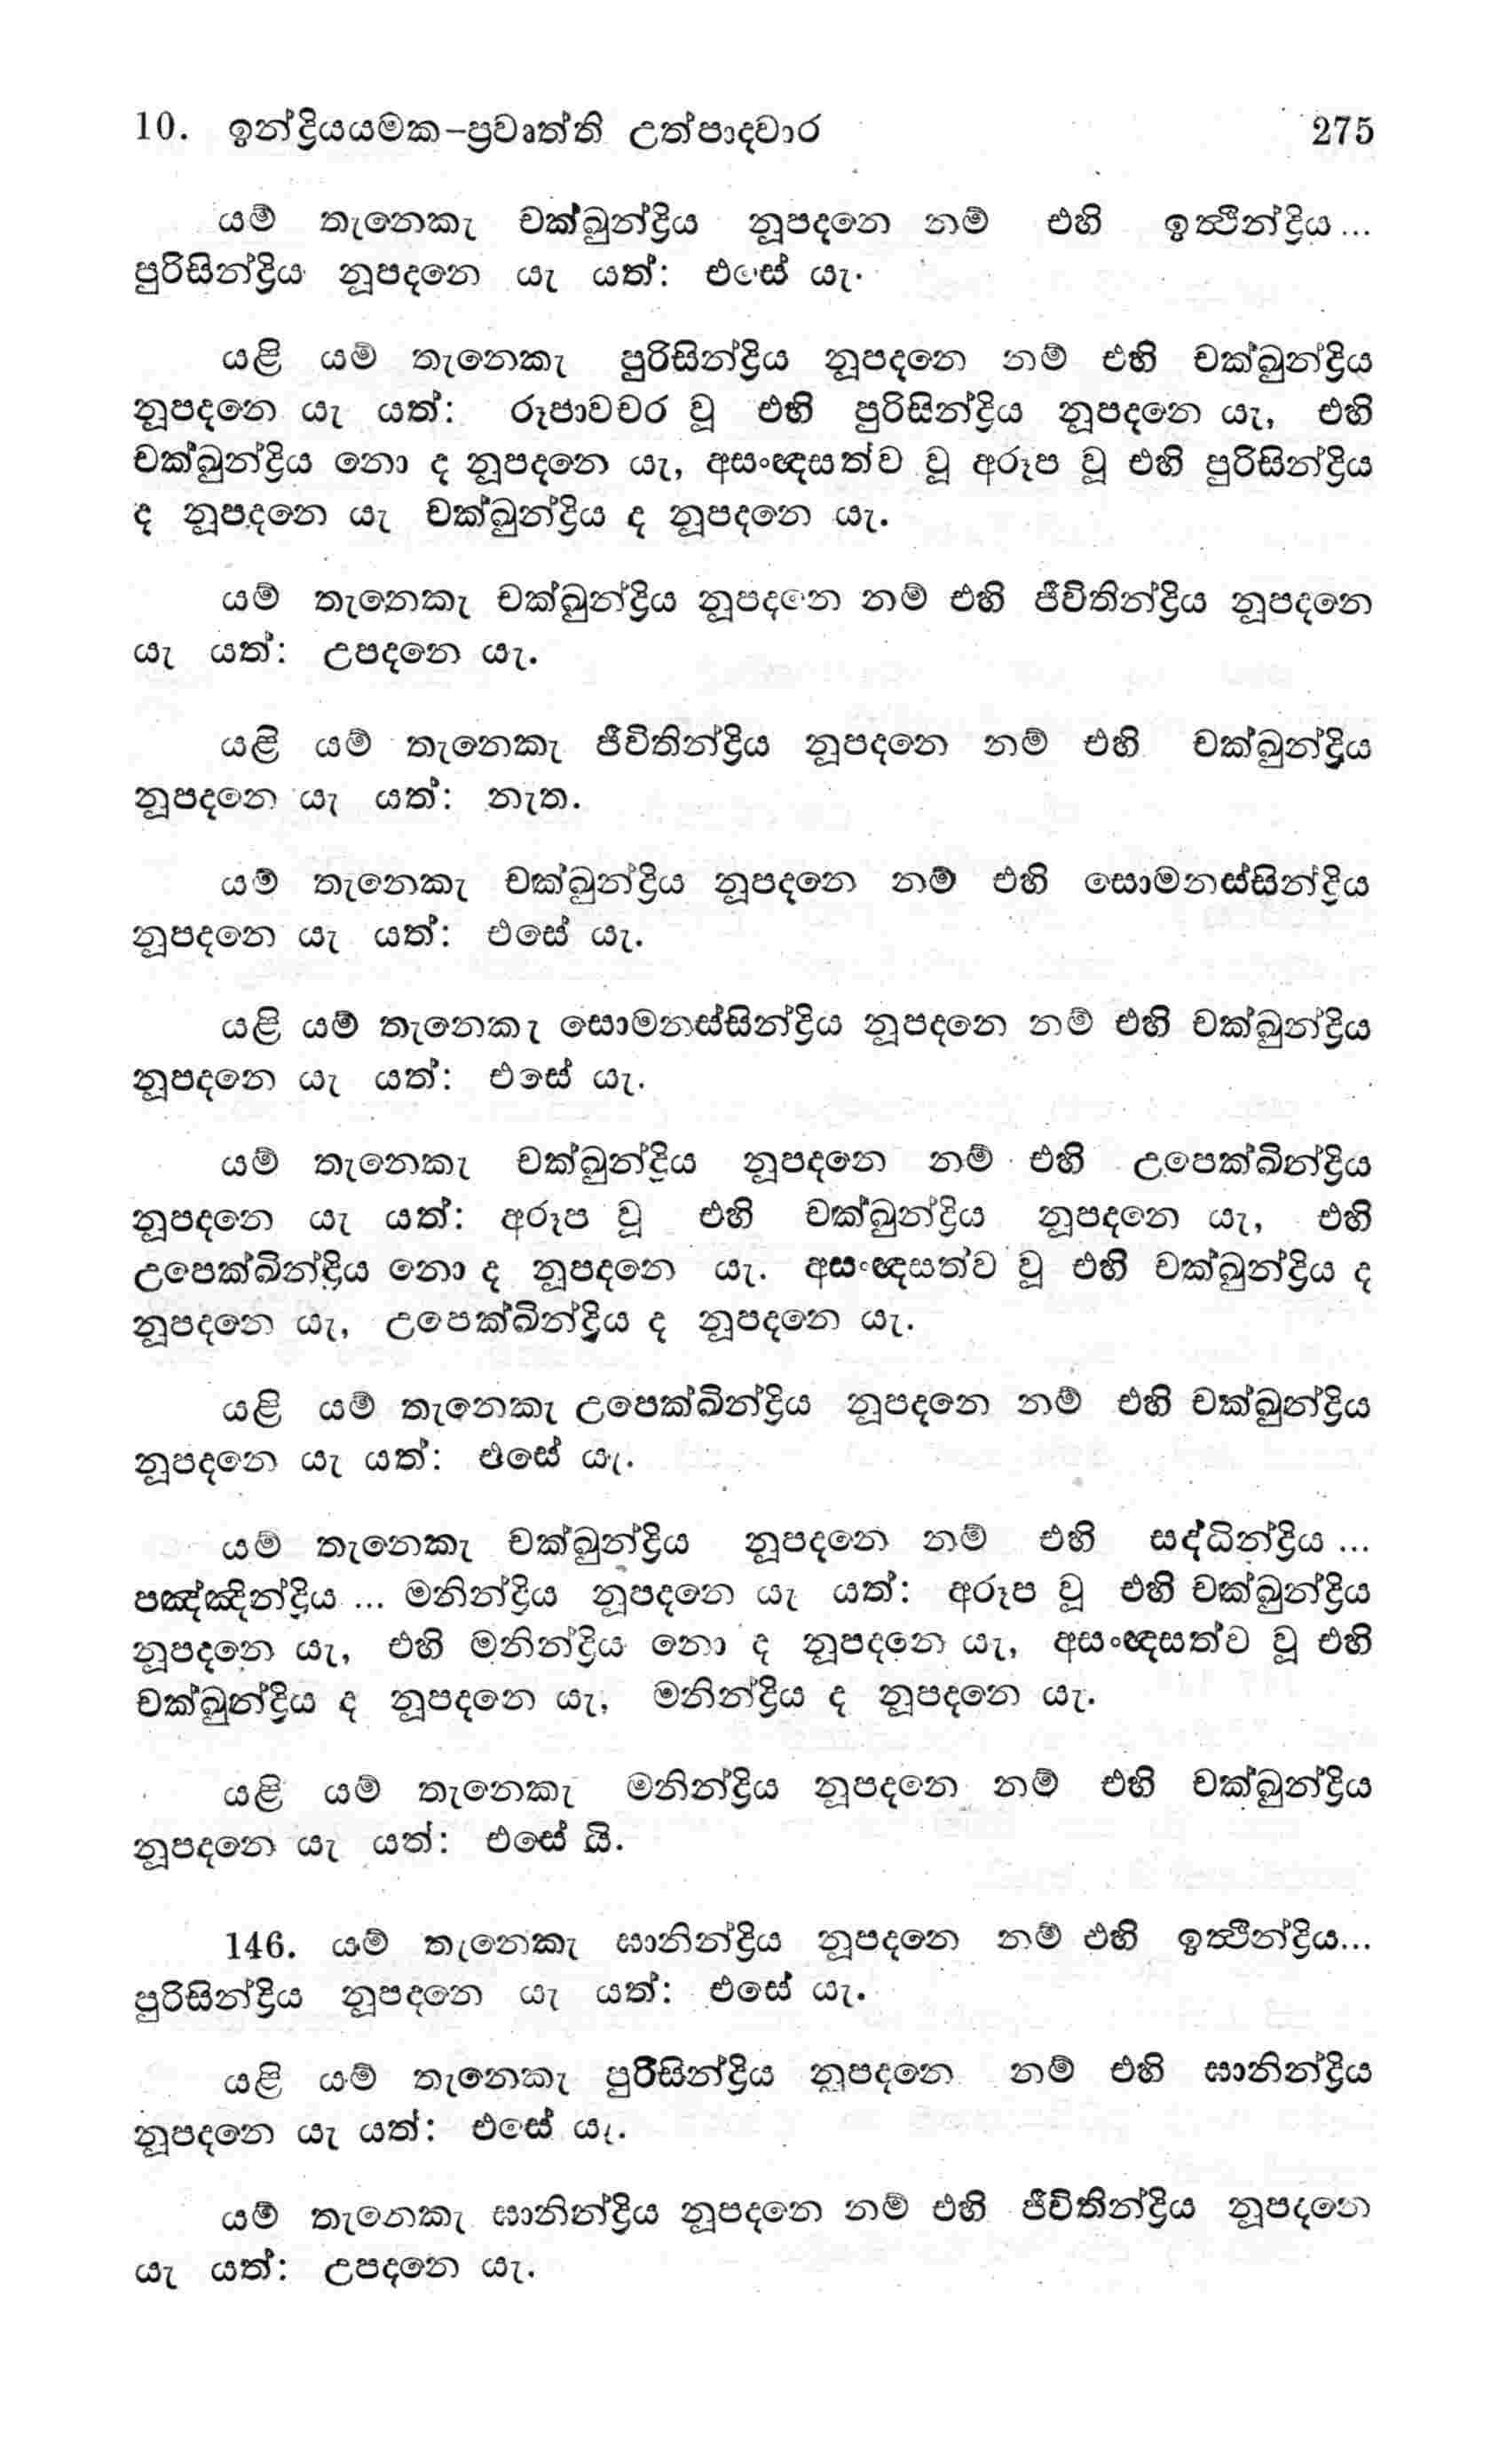 10. ඉන්ද්‍රියයමක-ප්‍රවෘත්ති උත්පාදවාර 275
යම් තැනෙකැ චක්ඛුන්ද්‍රිය නූපදනෙ නම් එහි ඉත්‍ථින්ද්‍රිය...
පුරිසින්ද්‍රිය නූපදනෙ යැ යත්: එසේ යැ.
යළි යම් තැනෙකැ පුරිසින්ද්‍රිය නූපදනෙ නම් එහි චක්ඛුන්ද්‍රිය
නූපදනෙ යැ යත්: රූපාවචර වූ එහි පුරිසින්ද්‍රිය නූපදනෙ යැ, එහි
චක්ඛුන්ද්‍රිය නො ද නූපදනෙ යැ, අසංඥසත්ව වූ අරූප වූ එහි පුරිසින්ද්‍රිය
ද නූපදනෙ යැ චක්ඛුන්ද්‍රිය ද නූපදනෙ යැ.
යම් තැනෙකැ චක්ඛුන්ද්‍රිය නූපදනෙ නම් එහි ජීවිතින්ද්‍රිය නූපදනෙ
යැ යත්: උපදනෙ යැ.
යළි යම් තැනෙකැ ජීවිතින්ද්‍රිය නූපදනෙ නම් එහි චක්ඛුන්ද්‍රිය
නූපදනෙ යැ යත්: නැත.
යම් තැනෙකැ චක්ඛුන්ද්‍රිය නූපදනෙ නම් එහි සොමනස්සින්ද්‍රිය
නූපදනෙ යැ යත්: එසේ යැ.
යළි යම් තැනෙකැ සොමනස්සින්ද්‍රිය නූපදනෙ නම් එහි චක්ඛුන්ද්‍රිය
නූපදනෙ යැ යත්: එසේ යැ.
යම් තැනෙකැ චක්ඛුන්ද්‍රිය නූපදනෙ නම් එහි උපෙක්ඛින්ද්‍රිය
නූපදනෙ යැ යත්: අරූප වූ එහි චක්ඛුන්ද්‍රිය නූපදනෙ යැ, එහි
උපෙක්ඛින්ද්‍රිය නො ද නූපදනෙ යැ. අසංඥසත්ව වූ එහි චක්ඛුන්ද්‍රිය ද
නූපදනෙ යැ, උපෙක්ඛින්ද්‍රිය ද නූපදනෙ යැ.
යළි යම් තැනෙකැ උපෙක්ඛින්ද්‍රිය නූපදනෙ නම් එහි චක්ඛුන්ද්‍රිය
නූපදනෙ යැ යත්: එසේ යැ.
යම් තැනෙකැ චක්ඛුන්ද්‍රිය නූපදනෙ නම් එහි සද්ධින්ද්‍රිය ...
පඤ්ඤින්ද්‍රිය ... මනින්ද්‍රිය නූපදනෙ යැ යත්: අරූප වූ එහි චක්ඛුන්ද්‍රිය
නූපදනෙ යැ, එහි මනින්ද්‍රිය නො ද නූපදනෙ යැ, අසංඥසත්ව වූ එහි
චක්ඛුන්ද්‍රිය ද නූපදනෙ යැ, මනින්ද්‍රිය ද නූපදනෙ යැ.
යළි යම් තැනෙකැ මනින්ද්‍රිය නූපදනෙ නම් එහි චක්ඛුන්ද්‍රිය
නූපදනෙ යැ යත්: එසේ යි.
146. යම් තැනෙකැ ඝානින්ද්‍රිය නූපදනෙ නම් එහි ඉත්‍ථින්ද්‍රිය...
පුරිසින්ද්‍රිය නූපදනෙ යැ යත්: එසේ යැ.
යළි යම් තැනෙකැ පුරිසින්ද්‍රිය නූපදනෙ නම් එහි ඝානින්ද්‍රිය
නූපදනෙ යැ යත්: එසේ යැ.
යම් තැනෙකැ ඝානින්ද්‍රිය නූපදනෙ නම් එහි ජීවිතින්ද්‍රිය නූපදනෙ
යැ යත්: උපදනෙ යැ.